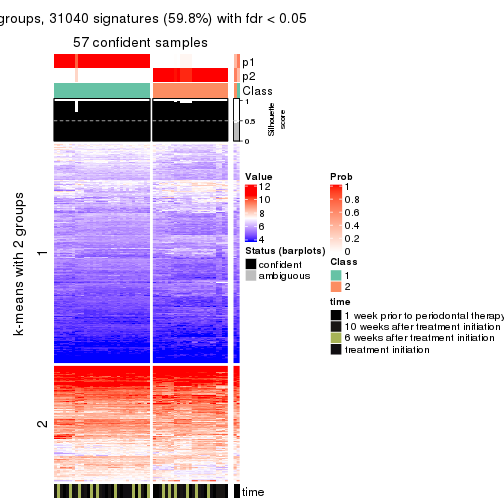 groups, 31040 signatures (59.8%) with fdr < 0.05
57 confident samples
p1
p2
Class
1
0.5
0
Silhouette
score
k-means with 2 groups
1
2
time
Value
12
10
8
6
4
Status (barplots)
confident
ambiguous
Prob
1
0.8
0.6
0.4
0.2
0
Class
1
2
time
1 week prior to periodontal therapy
10 weeks after treatment initiation
6 weeks after treatment initiation
treatment initiation